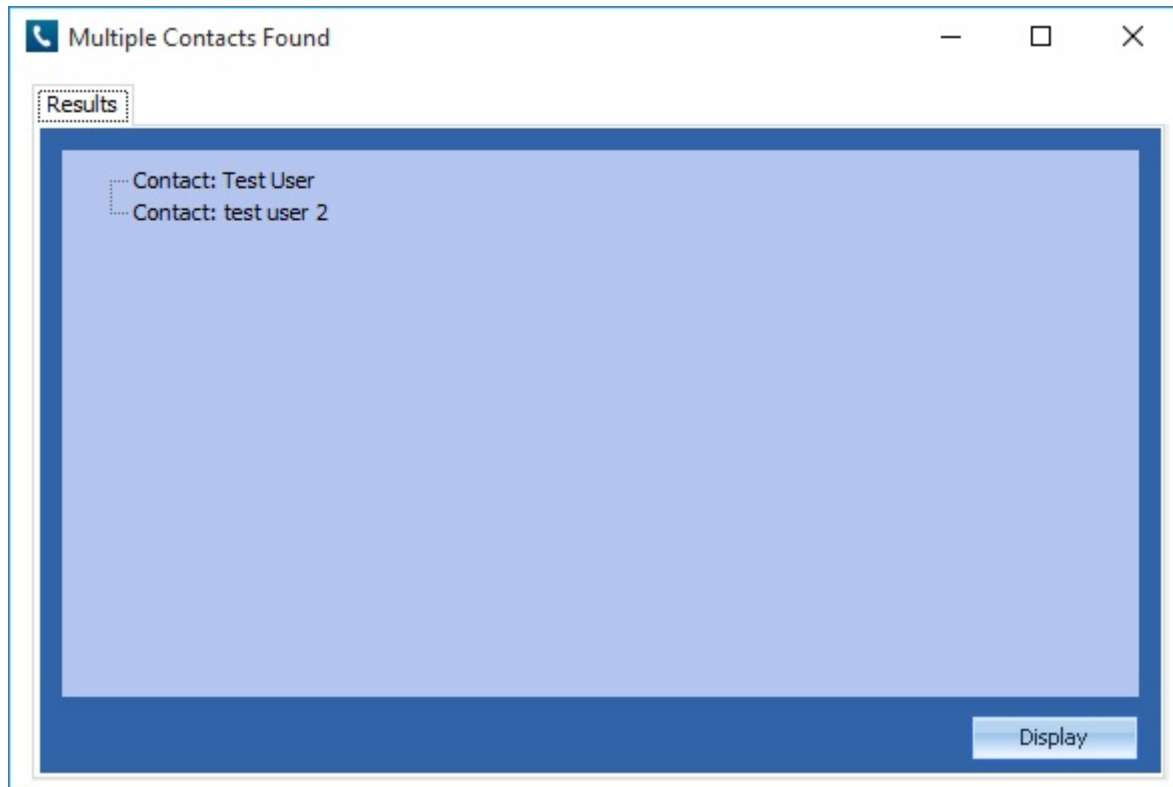 Multiple Contacts Found
Results
Contact: Test User
Contact: test user 2
Display